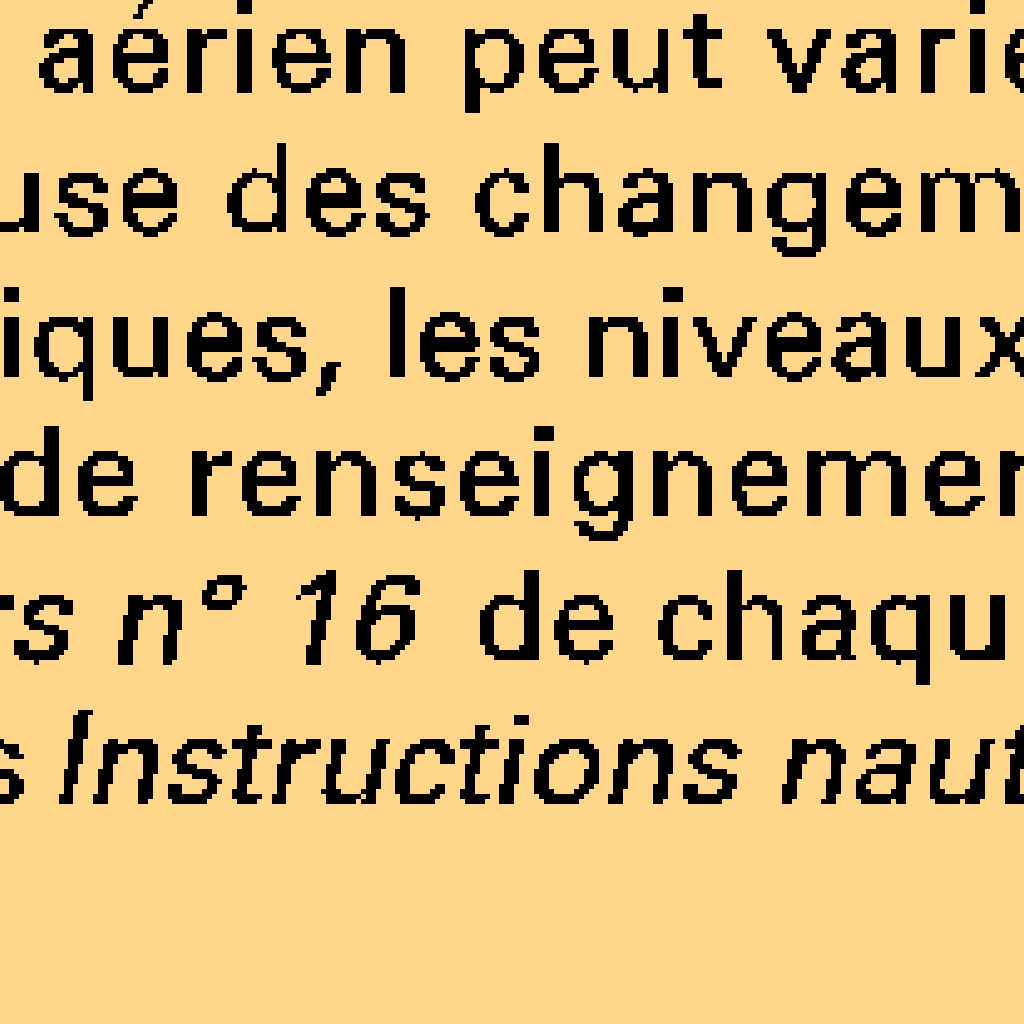 aérien peut varie
use des changem
iques, les niveaux
de renseignemen
rs n° 16 de chaqu
s Instructions naut